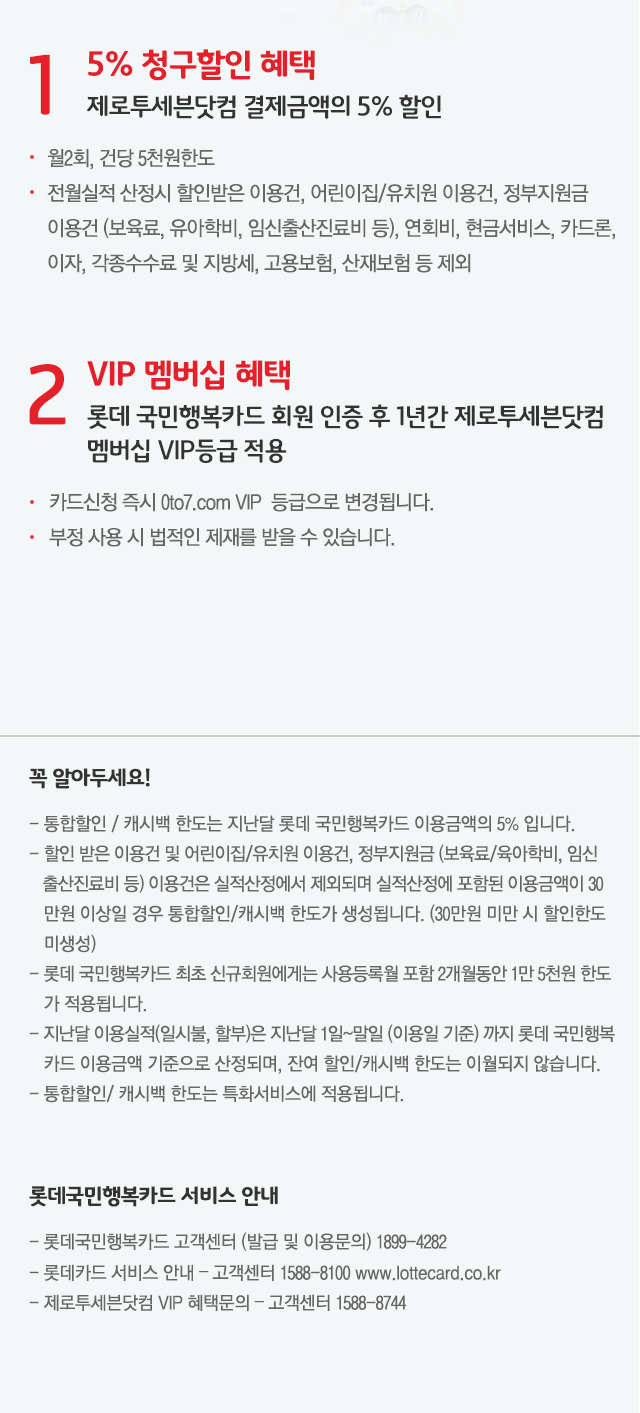 1
5% 청구할인 혜택
제로투세븐닷컴 결제금액의 5% 할인
• 월2회, 건당 5천원한도
• 전월실적 산정시 할인받은 이용건, 어린이집/유치원 이용건, 정부지원금
이용건 (보육료, 유아학비, 임신출산진료비 등), 연회비, 현금서비스, 카드론,
이자, 각종수수료 및 지방세, 고용보험, 산재보험 등 제외
2
VIP 멤버십 혜택
롯데 국민행복카드 회원 인증 후 1년간 제로투세븐닷컴
멤버십 VIP등급 적용
• 카드신청 즉시 0to7.com VIP 등급으로 변경됩니다.
• 부정 사용 시 법적인 제재를 받을 수 있습니다.
꼭 알아두세요!
- 통합할인 / 캐시백 한도는 지난달 롯데 국민행복카드 이용금액의 5% 입니다.
- 할인 받은 이용건 및 어린이집/유치원 이용건, 정부지원금 (보육료/육아학비, 임신
출산진료비 등) 이용건은 실적산정에서 제외되며 실적산정에 포함된 이용금액이 30
만원 이상일 경우 통합할인/캐시백 한도가 생성됩니다. (30만원 미만 시 할인한도
미생성)
- 롯데 국민행복카드 최초 신규회원에게는 사용등록월 포함 2개월동안 1만 5천원 한도
가 적용됩니다.
- 지난달 이용실적(일시불, 할부)은 지난달 1일~말일 (이용일 기준) 까지 롯데 국민행복
카드 이용금액 기준으로 산정되며, 잔여 할인/캐시백 한도는 이월되지 않습니다.
- 통합할인/ 캐시백 한도는 특화서비스에 적용됩니다.
롯데국민행복카드 서비스 안내
- 롯데국민행복카드 고객센터 (발급 및 이용문의) 1899-4282
- 롯데카드 서비스 안내 - 고객센터 1588-8100 www.lottecard.co.kr
- 제로투세븐닷컴 VIP 혜택문의 - 고객센터 1588-8744